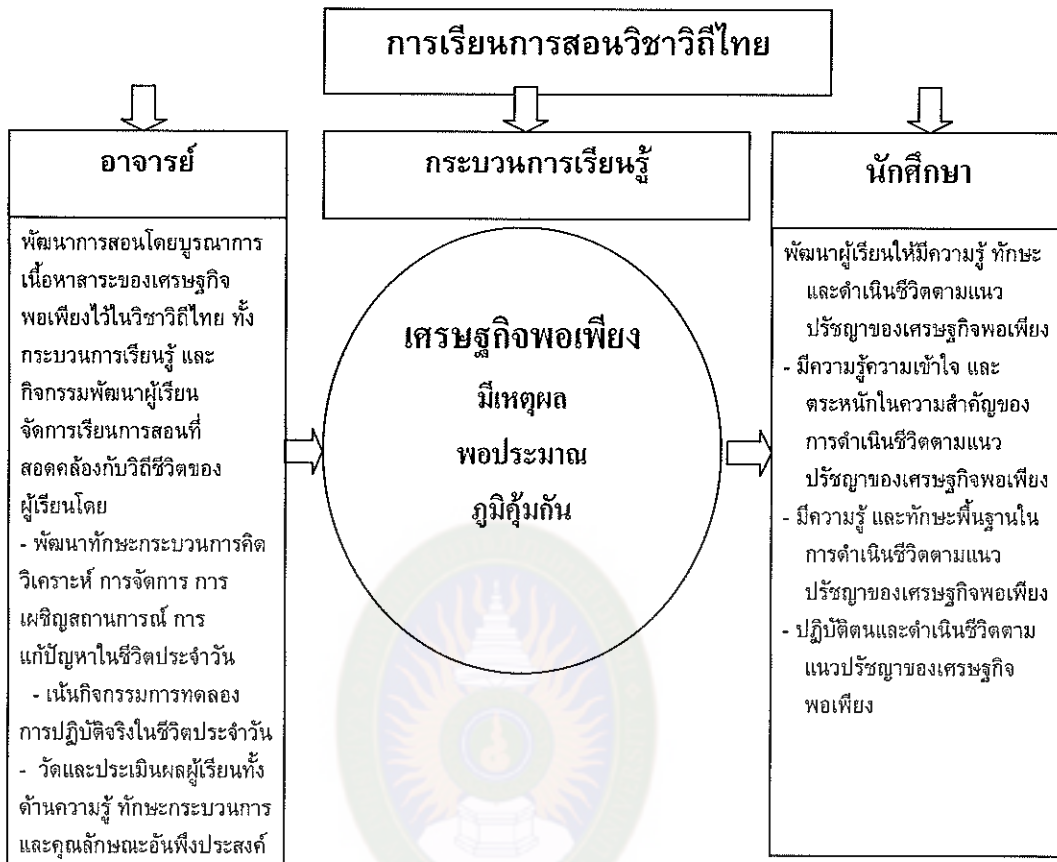 การเรียนการสอนวิชาวิถีไทย
อาจารย์
พัฒนาการสอนโดยบูรณาการ
เนื้อหาสาระของเศรษฐกิจ
พอเพียงไว้ในวิชาวิถีไทย ทั้ง
กระบวนการเรียนรู้ และ
กิจกรรมพัฒนาผู้เรียน
จัดการเรียนการสอนที่
สอดคล้องกับวิถีชีวิตของ
ผู้เรียนโดย
- พัฒนาทักษะกระบวนการคิด
วิเคราะห์ การจัดการ การ
เผชิญสถานการณ์ การ
แก้ปัญหาในชีวิตประจำวัน
- เน้นกิจกรรมการทดลอง
การปฏิบัติจริงในชีวิตประจำวัน
- วัดและประเมินผลผู้เรียนทั้ง
ด้านความรู้ ทักษะกระบวนการ
และคุณลักษณะอันพึงประสงค์
กระบวนการเรียนรู้
เศรษฐกิจพอเพียง
มีเหตุผล
พอประมาณ
ภูมิคุ้มกัน
นักศึกษา
พัฒนาผู้เรียนให้มีความรู้ ทักษะ
และดำเนินชีวิตตามแนว
ปรัชญาของเศรษฐกิจพอเพียง
- มีความรู้ความเข้าใจ และ
ตระหนักในความสำคัญของ
การดำเนินชีวิตตามแนว
ปรัชญาของเศรษฐกิจพอเพียง
- มีความรู้ และทักษะพื้นฐานใน
การดำเนินชีวิตตามแนว
ปรัชญาของเศรษฐกิจพอเพียง
- ปฏิบัติตนและดำเนินชีวิตตาม
แนวปรัชญาของเศรษฐกิจ
พอเพียง